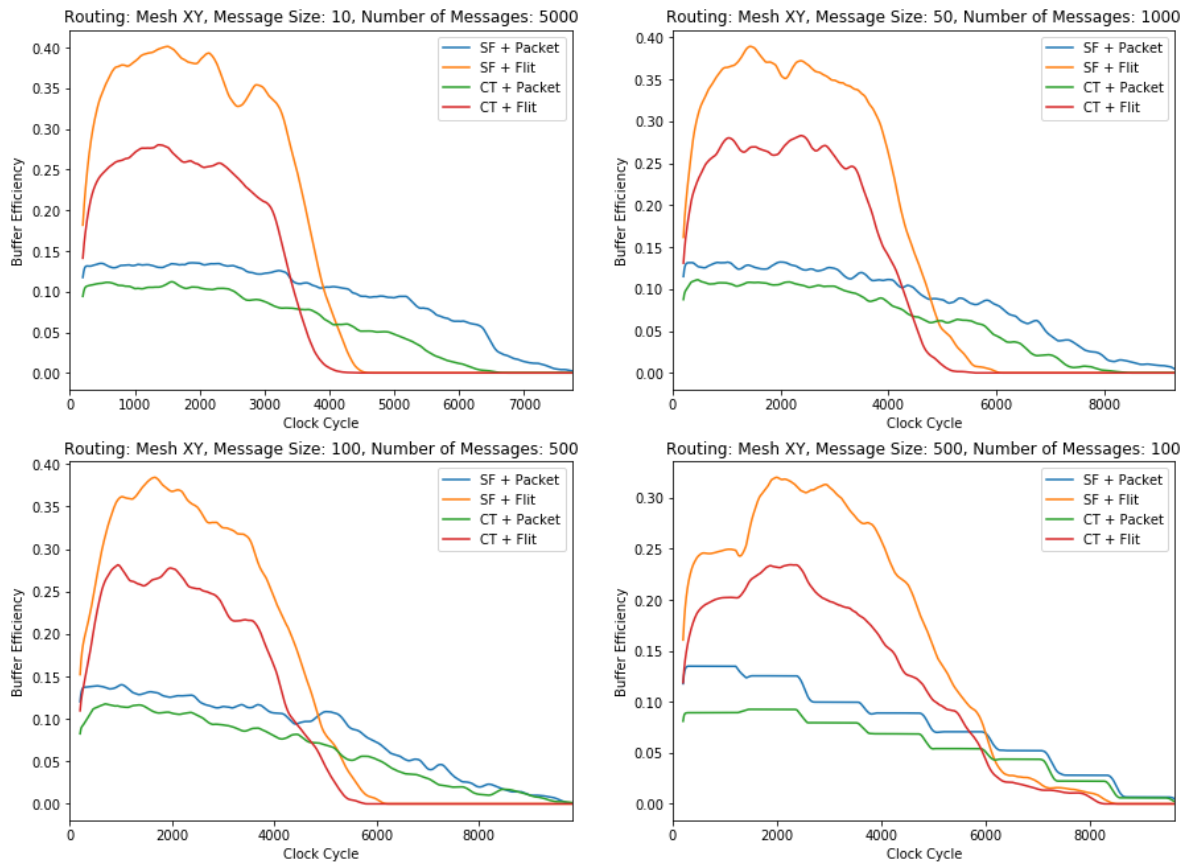 Routing: Mesh XY, Message Size: 10, Number of Messages: 5000
SF + Packet
SF + Flit
CT + Packet
CT + Flit
Buffer Efficiency
0.40
0.35
0.30
0.25
0.20
0.15
0.10
0.05
0.00
0 1000 2000 3000 4000 5000 6000 7000
Clock Cycle
Routing: Mesh XY, Message Size: 50, Number of Messages: 1000
SF + Packet
SF + Flit
CT + Packet
CT + Flit
Buffer Efficiency
0.40
0.35
0.30
0.25
0.20
0.15
0.10
0.05
0.00
0 2000 4000 6000 8000
Clock Cycle
Routing: Mesh XY, Message Size: 100, Number of Messages: 500
SF + Packet
SF + Flit
CT + Packet
CT + Flit
Buffer Efficiency
0.40
0.35
0.30
0.25
0.20
0.15
0.10
0.05
0.00
0 2000 4000 6000 8000
Clock Cycle
Routing: Mesh XY, Message Size: 500, Number of Messages: 100
SF + Packet
SF + Flit
CT + Packet
CT + Flit
Buffer Efficiency
0.30
0.25
0.20
0.15
0.10
0.05
0.00
0 2000 4000 6000 8000
Clock Cycle